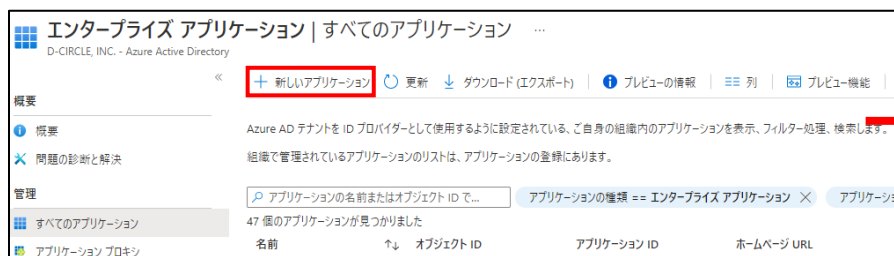 エンタープライズ アプリケーション | すべてのアプリケーション …
D-CIRCLE, INC. - Azure Active Directory
«
+ 新しいアプリケーション 更新 ダウンロード (エクスポート) プレビューの情報 列 プレビュー機能
概要
概要
Azure AD テナントを ID プロバイダーとして使用するように設定されている、ご自身の組織内のアプリケーションを表示、フィルター処理、検索します。
問題の診断と解決
組織で管理されているアプリケーションのリストは、アプリケーションの登録にあります。
管理
アプリケーションの名前またはオブジェクト ID で... アプリケーションの種類 == エンタープライズ アプリケーション × アプリケーショ
すべてのアプリケーション
47 個のアプリケーションが見つかりました
アプリケーション プロキシ
名前 ↑↓ オブジェクト ID アプリケーション ID ホームページ URL